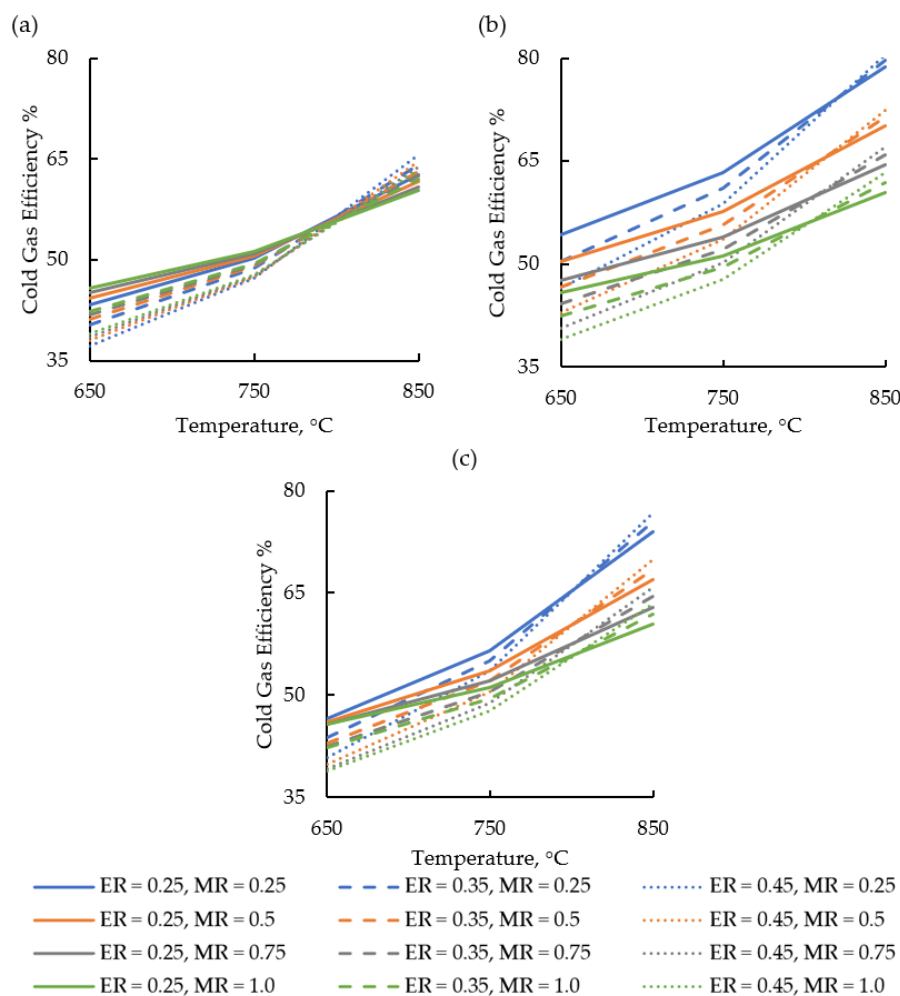 (a)
80
65
50
35
Cold Gas Efficiency %
650 750 850
Temperature, °C
(b)
80
65
50
35
Cold Gas Efficiency %
650 750 850
Temperature, °C
(c)
80
65
50
35
Cold Gas Efficiency %
650 750 850
Temperature, °C
ER = 0.25, MR = 0.25 ER = 0.35, MR = 0.25 ER = 0.45, MR = 0.25
ER = 0.25, MR = 0.5 ER = 0.35, MR = 0.5 ER = 0.45, MR = 0.5
ER = 0.25, MR = 0.75 ER = 0.35, MR = 0.75 ER = 0.45, MR = 0.75
ER = 0.25, MR = 1.0 ER = 0.35, MR = 1.0 ER = 0.45, MR = 1.0